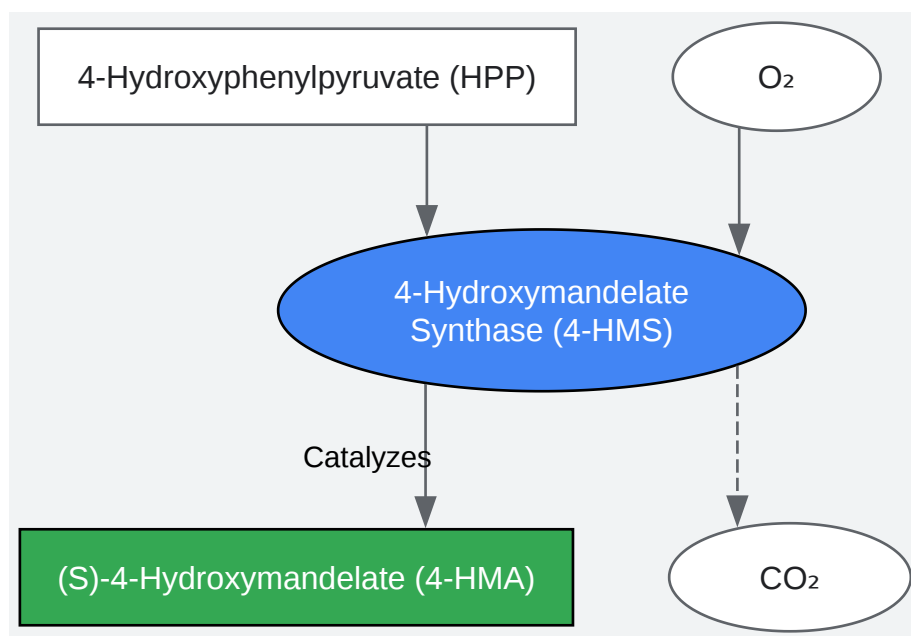 4-Hydroxyphenylpyruvate (HPP)
O₂
4-Hydroxymandelate
Synthase (4-HMS)
Catalyzes
(S)-4-Hydroxymandelate (4-HMA)
CO₂